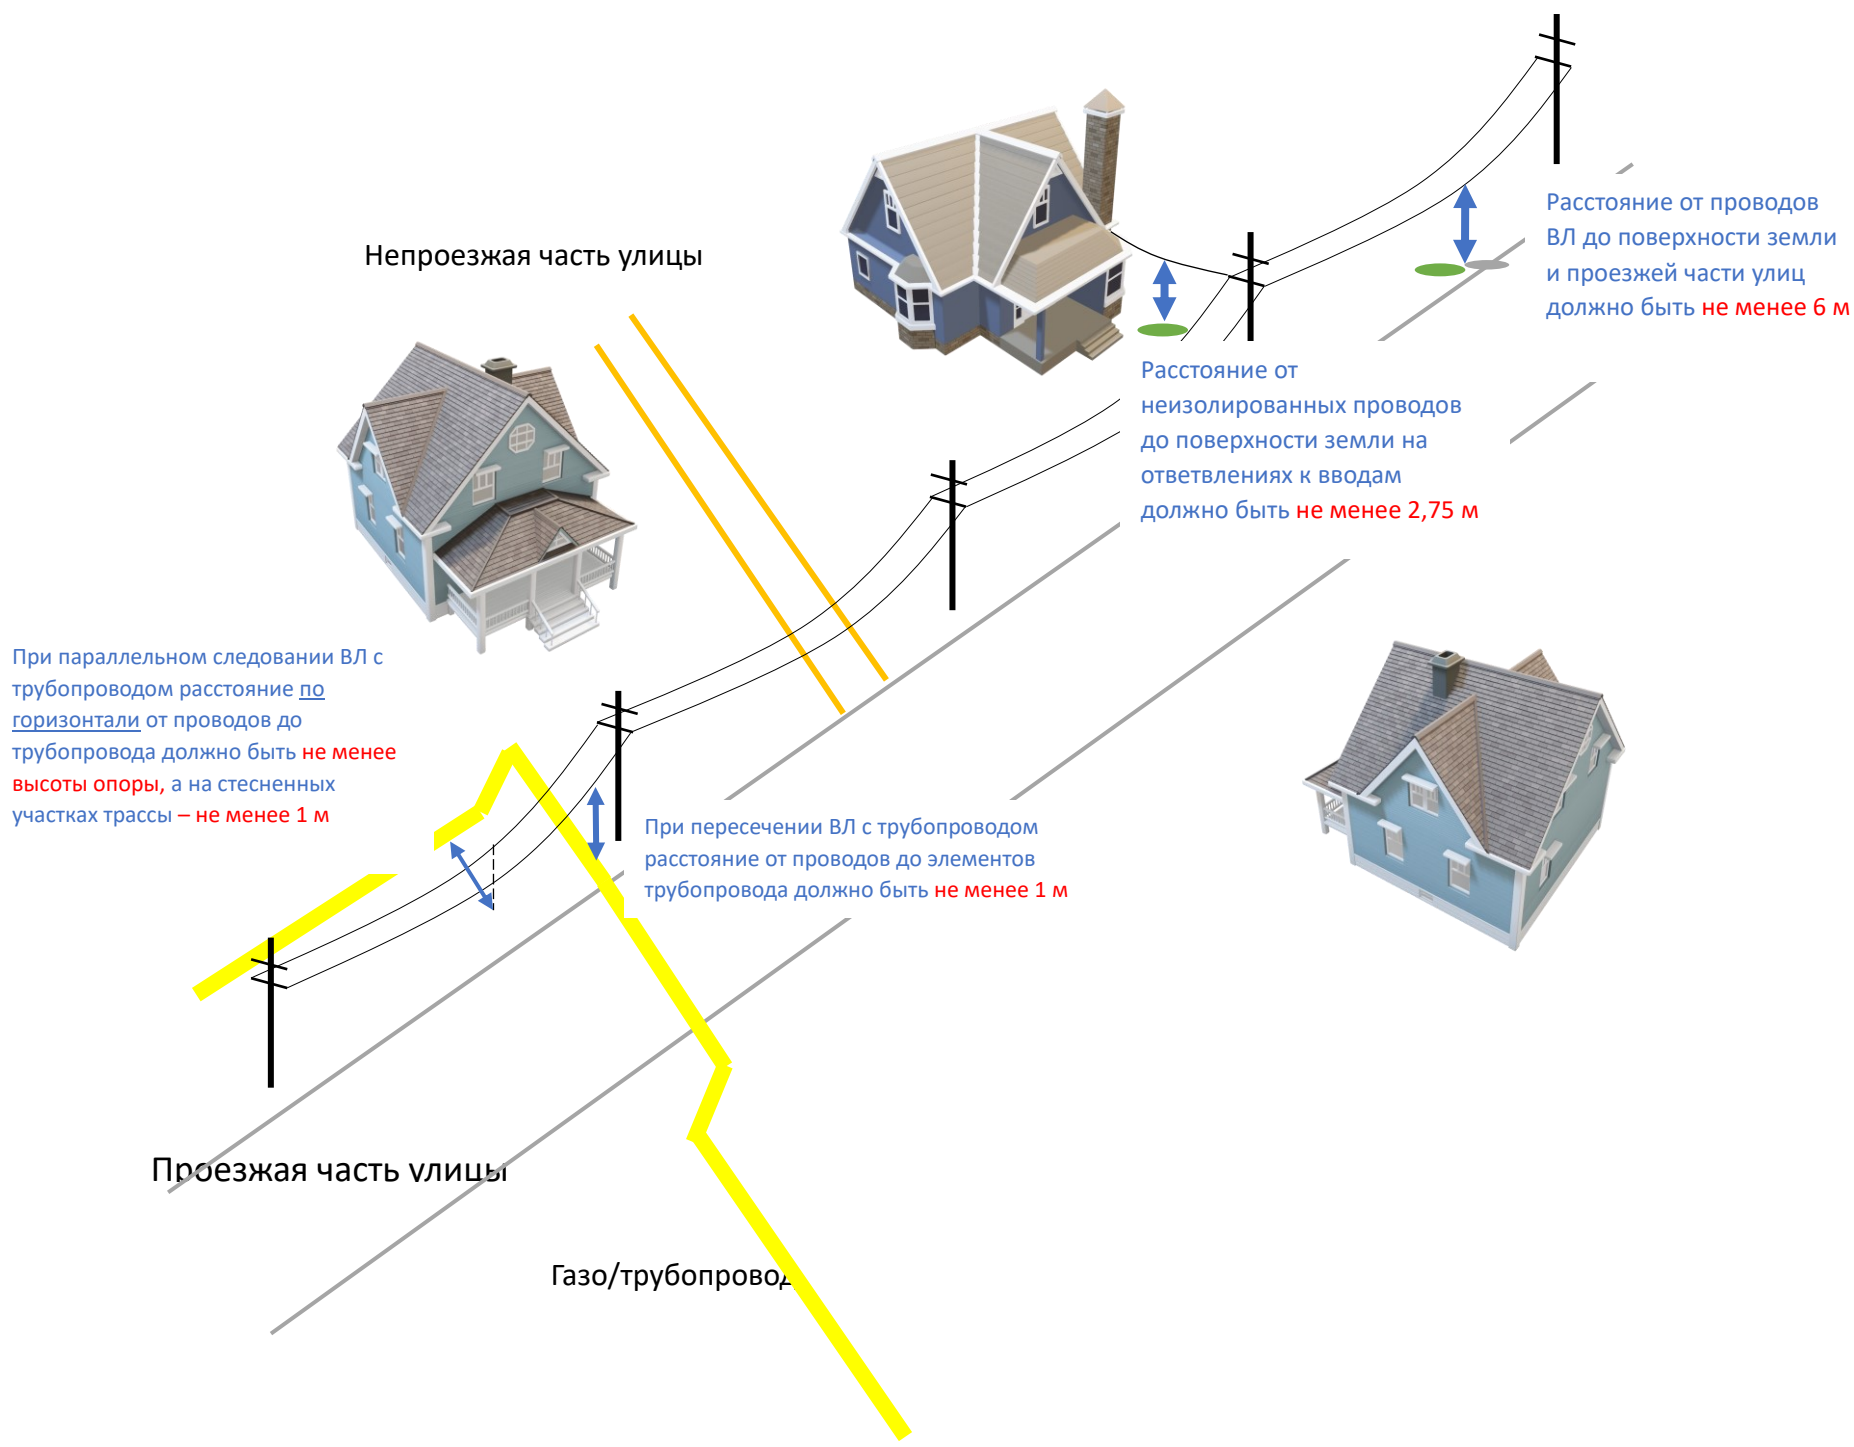 Непроезжая часть улицы
Расстояние от проводов
ВЛ до поверхности земли
и проезжей части улиц
должно быть не менее 6 м
Расстояние от
неизолированных проводов
до поверхности земли на
ответвлениях к вводам
должно быть не менее 2,75 м
При параллельном следовании ВЛ с
трубопроводом расстояние по
горизонтали от проводов до
трубопровода должно быть не менее
высоты опоры, а на стесненных
участках трассы – не менее 1 м
При пересечении ВЛ с трубопроводом
расстояние от проводов до элементов
трубопровода должно быть не менее 1 м
Проезжая часть улицы
Газо/трубопровод